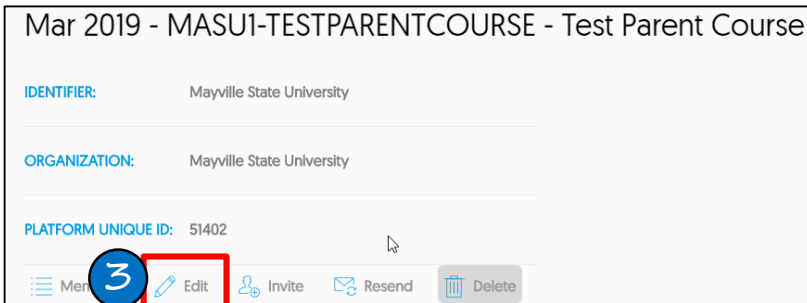 Mar 2019 - MASU1-TESTPARENTCOURSE - Test Parent Course
IDENTIFIER: Mayville State University
ORGANIZATION: Mayville State University
PLATFORM UNIQUE ID: 51402
3 Edit Invite Resend Delete